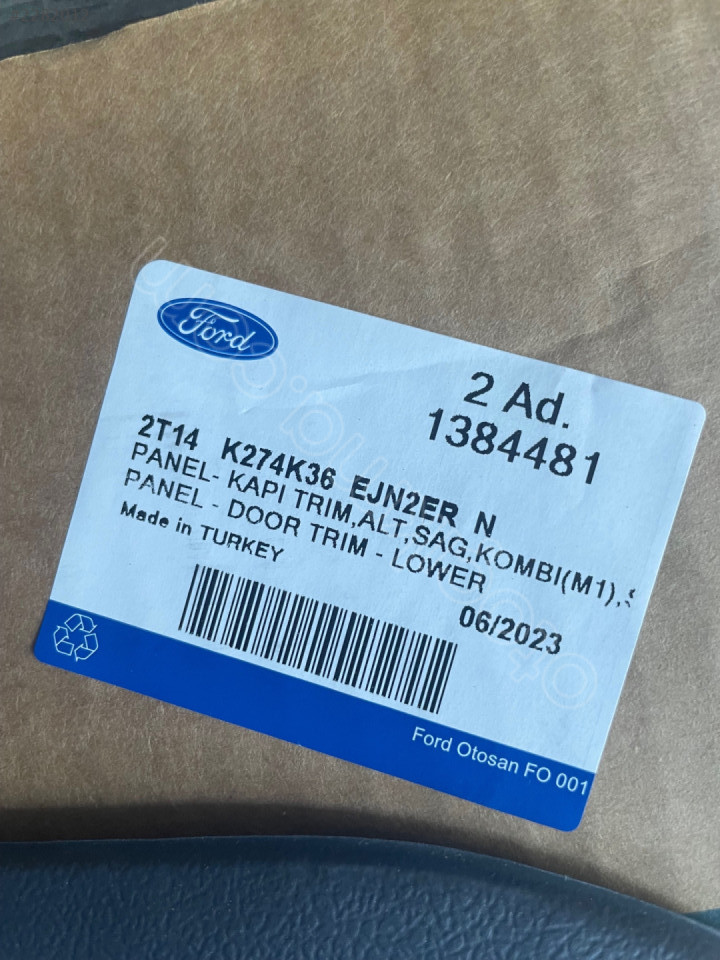 Ford
2 Ad.
1384481
2T14 K274K36 EJN2ER N
PANEL- KAPI TRIM,ALT,SAG,KOMBI(M1),
PANEL - DOOR TRIM - LOWER
Made in TURKEY
06/2023
Ford Otosan FO 001